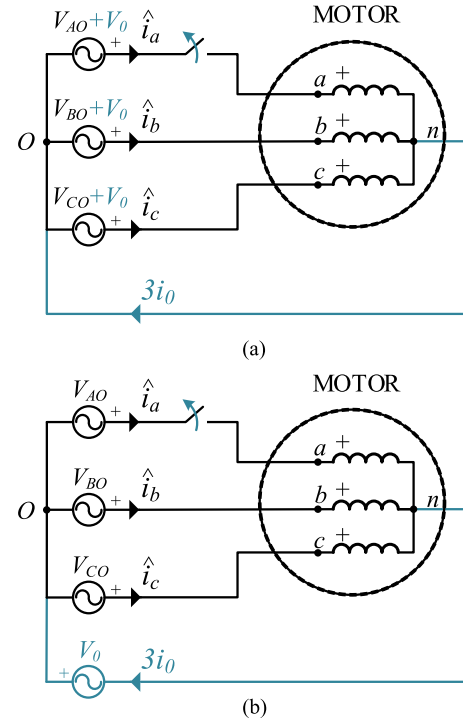 MOTOR
V_AO+V_0
+
î_a
a +
V_BO+V_0
+
î_b
b +
n
O
V_CO+V_0
+
î_c
c +
3i_0
(a)
MOTOR
V_AO
+
î_a
a +
V_BO
+
î_b
b +
n
O
V_CO
+
î_c
c +
V_0
+
3i_0
(b)